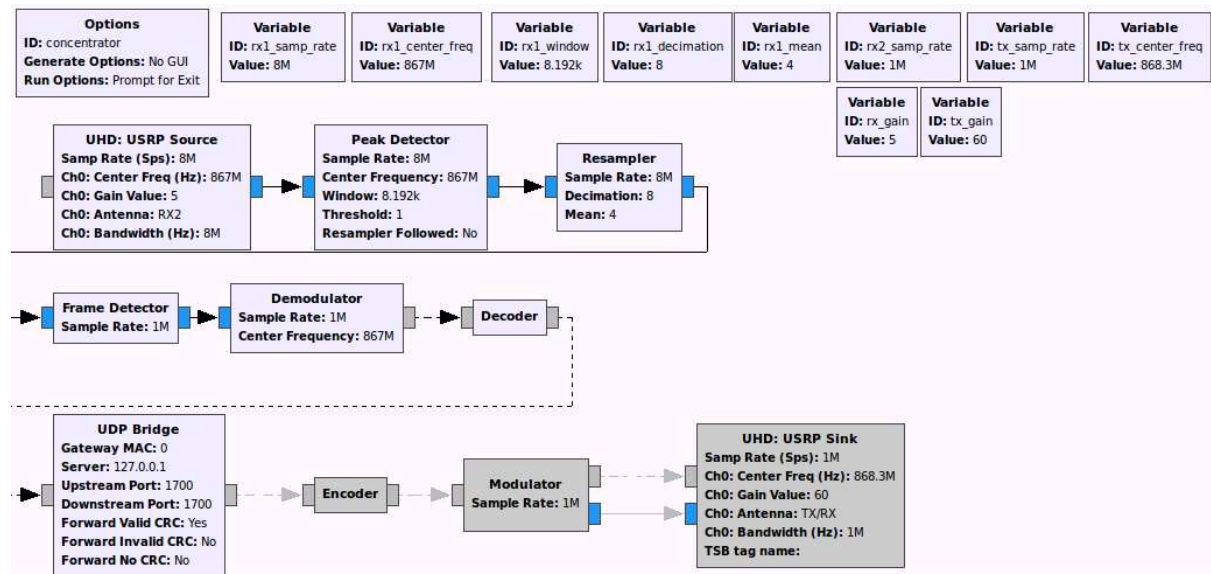 Options
ID: concentrator
Generate Options: No GUI
Run Options: Prompt for Exit
Variable
ID: rx1_samp_rate
Value: 8M
Variable
ID: rx1_center_freq
Value: 867M
Variable
ID: rx1_window
Value: 8.192k
Variable
ID: rx1_decimation
Value: 8
Variable
ID: rx1_mean
Value: 4
Variable
ID: rx2_samp_rate
Value: 1M
Variable
ID: tx_samp_rate
Value: 1M
Variable
ID: tx_center_freq
Value: 868.3M
Variable
ID: rx_gain
Value: 5
Variable
ID: tx_gain
Value: 60
UHD: USRP Source
Samp Rate (Sps): 8M
Ch0: Center Freq (Hz): 867M
Ch0: Gain Value: 5
Ch0: Antenna: RX2
Ch0: Bandwidth (Hz): 8M
Peak Detector
Sample Rate: 8M
Center Frequency: 867M
Window: 8.192k
Threshold: 1
Resampler Followed: No
Resampler
Sample Rate: 8M
Decimation: 8
Mean: 4
Frame Detector
Sample Rate: 1M
Demodulator
Sample Rate: 1M
Center Frequency: 867M
Decoder
UDP Bridge
Gateway MAC: 0
Server: 127.0.0.1
Upstream Port: 1700
Downstream Port: 1700
Forward Valid CRC: Yes
Forward Invalid CRC: No
Forward No CRC: No
Encoder
Modulator
Sample Rate: 1M
UHD: USRP Sink
Samp Rate (Sps): 1M
Ch0: Center Freq (Hz): 868.3M
Ch0: Gain Value: 60
Ch0: Antenna: TX/RX
Ch0: Bandwidth (Hz): 1M
TSB tag name: